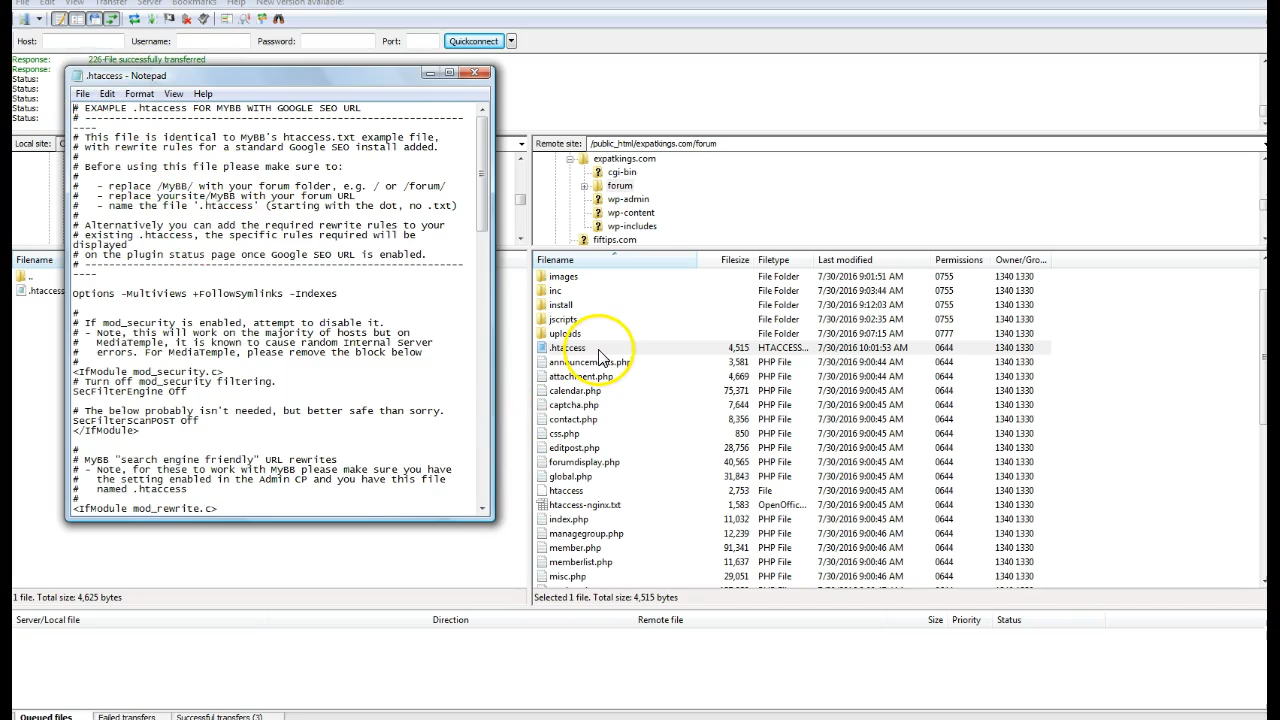 File Edit View Transfer Server Bookmarks Help New version available!
Host: Username: Password: Port: Quickconnect
Response: 226-File successfully transferred
Response:
Status:
Status:
Status:
Status:
Status:
.htaccess - Notepad
File Edit Format View Help
# EXAMPLE .htaccess FOR MYBB WITH GOOGLE SEO URL
# ----------------------------------------------------------------
----
# This file is identical to MyBB's htaccess.txt example file,
# with rewrite rules for a standard Google SEO install added.
#
# Before using this file please make sure to:
#
#   - replace /MyBB/ with your forum folder, e.g. / or /forum/
#   - replace yoursite/MyBB with your forum URL
#   - name the file '.htaccess' (starting with the dot, no .txt)
#
# Alternatively you can add the required rewrite rules to your
# existing .htaccess, the specific rules required will be
displayed
# on the plugin status page once Google SEO URL is enabled.
# ----------------------------------------------------------------
----
Options -MultiViews +FollowSymlinks -Indexes
#
# If mod_security is enabled, attempt to disable it.
# - Note, this will work on the majority of hosts but on
#   MediaTemple, it is known to cause random Internal Server
#   errors. For MediaTemple, please remove the block below
#
<IfModule mod_security.c>
# Turn off mod_security filtering.
SecFilterEngine Off
# The below probably isn't needed, but better safe than sorry.
SecFilterScanPOST Off
</IfModule>
#
# MyBB "search engine friendly" URL rewrites
# - Note, for these to work with MyBB please make sure you have
#   the setting enabled in the Admin CP and you have this file
#   named .htaccess
#
<IfModule mod_rewrite.c>
Local site:
Filename
..
.htaccess
1 file. Total size: 4,625 bytes
Remote site: /public_html/expatkings.com/forum
expatkings.com
cgi-bin
forum
wp-admin
wp-content
wp-includes
fiftips.com
Filename Filesize Filetype Last modified Permissions Owner/Gro...
images File Folder 7/30/2016 9:01:51 AM 0755 1340 1330
inc File Folder 7/30/2016 9:03:44 AM 0755 1340 1330
install File Folder 7/30/2016 9:12:03 AM 0755 1340 1330
jscripts File Folder 7/30/2016 9:03:45 AM 0755 1340 1330
uploads File Folder 7/30/2016 9:07:15 AM 0777 1340 1330
.htaccess 4,515 HTACCESS... 7/30/2016 10:01:53 AM 0644 1340 1330
announcements.php 3,581 PHP File 7/30/2016 9:00:44 AM 0644 1340 1330
attachment.php 4,669 PHP File 7/30/2016 9:00:44 AM 0644 1340 1330
calendar.php 75,371 PHP File 7/30/2016 9:00:45 AM 0644 1340 1330
captcha.php 7,644 PHP File 7/30/2016 9:00:45 AM 0644 1340 1330
contact.php 8,356 PHP File 7/30/2016 9:00:45 AM 0644 1340 1330
css.php 850 PHP File 7/30/2016 9:00:45 AM 0644 1340 1330
editpost.php 28,756 PHP File 7/30/2016 9:00:45 AM 0644 1340 1330
forumdisplay.php 40,565 PHP File 7/30/2016 9:00:45 AM 0644 1340 1330
global.php 31,843 PHP File 7/30/2016 9:00:45 AM 0644 1340 1330
htaccess 2,753 File 7/30/2016 9:00:45 AM 0644 1340 1330
htaccess-nginx.txt 1,583 OpenOffic... 7/30/2016 9:00:45 AM 0644 1340 1330
index.php 11,032 PHP File 7/30/2016 9:00:46 AM 0644 1340 1330
managegroup.php 12,239 PHP File 7/30/2016 9:00:46 AM 0644 1340 1330
member.php 91,341 PHP File 7/30/2016 9:00:46 AM 0644 1340 1330
memberlist.php 11,637 PHP File 7/30/2016 9:00:46 AM 0644 1340 1330
misc.php 29,051 PHP File 7/30/2016 9:00:46 AM 0644 1340 1330
Selected 1 file. Total size: 4,515 bytes
Server/Local file Direction Remote file Size Priority Status
Queued files Failed transfers Successful transfers (3)